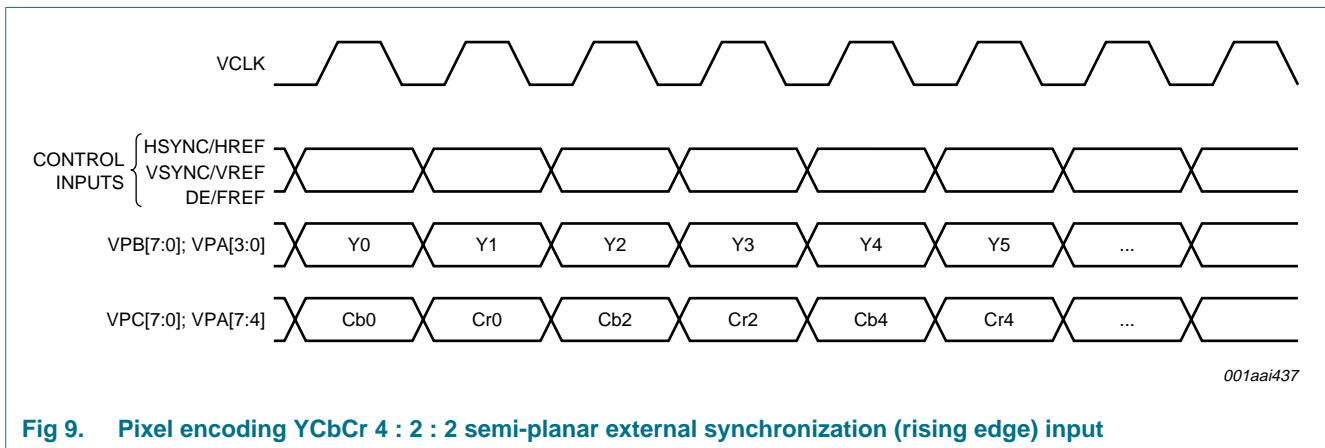 VCLK
CONTROL INPUTS
HSYNC/HREF
VSYNC/VREF
DE/FREF
VPB[7:0]; VPA[3:0] Y0 Y1 Y2 Y3 Y4 Y5 ...
VPC[7:0]; VPA[7:4] Cb0 Cr0 Cb2 Cr2 Cb4 Cr4 ...
001aai437
Fig 9. Pixel encoding YCbCr 4 : 2 : 2 semi-planar external synchronization (rising edge) input